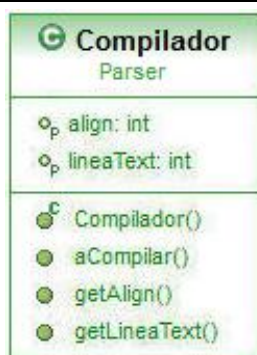 C Compilador
Parser
P align: int
P lineaText: int
C Compilador()
aCompilar()
getAlign()
getLineaText()